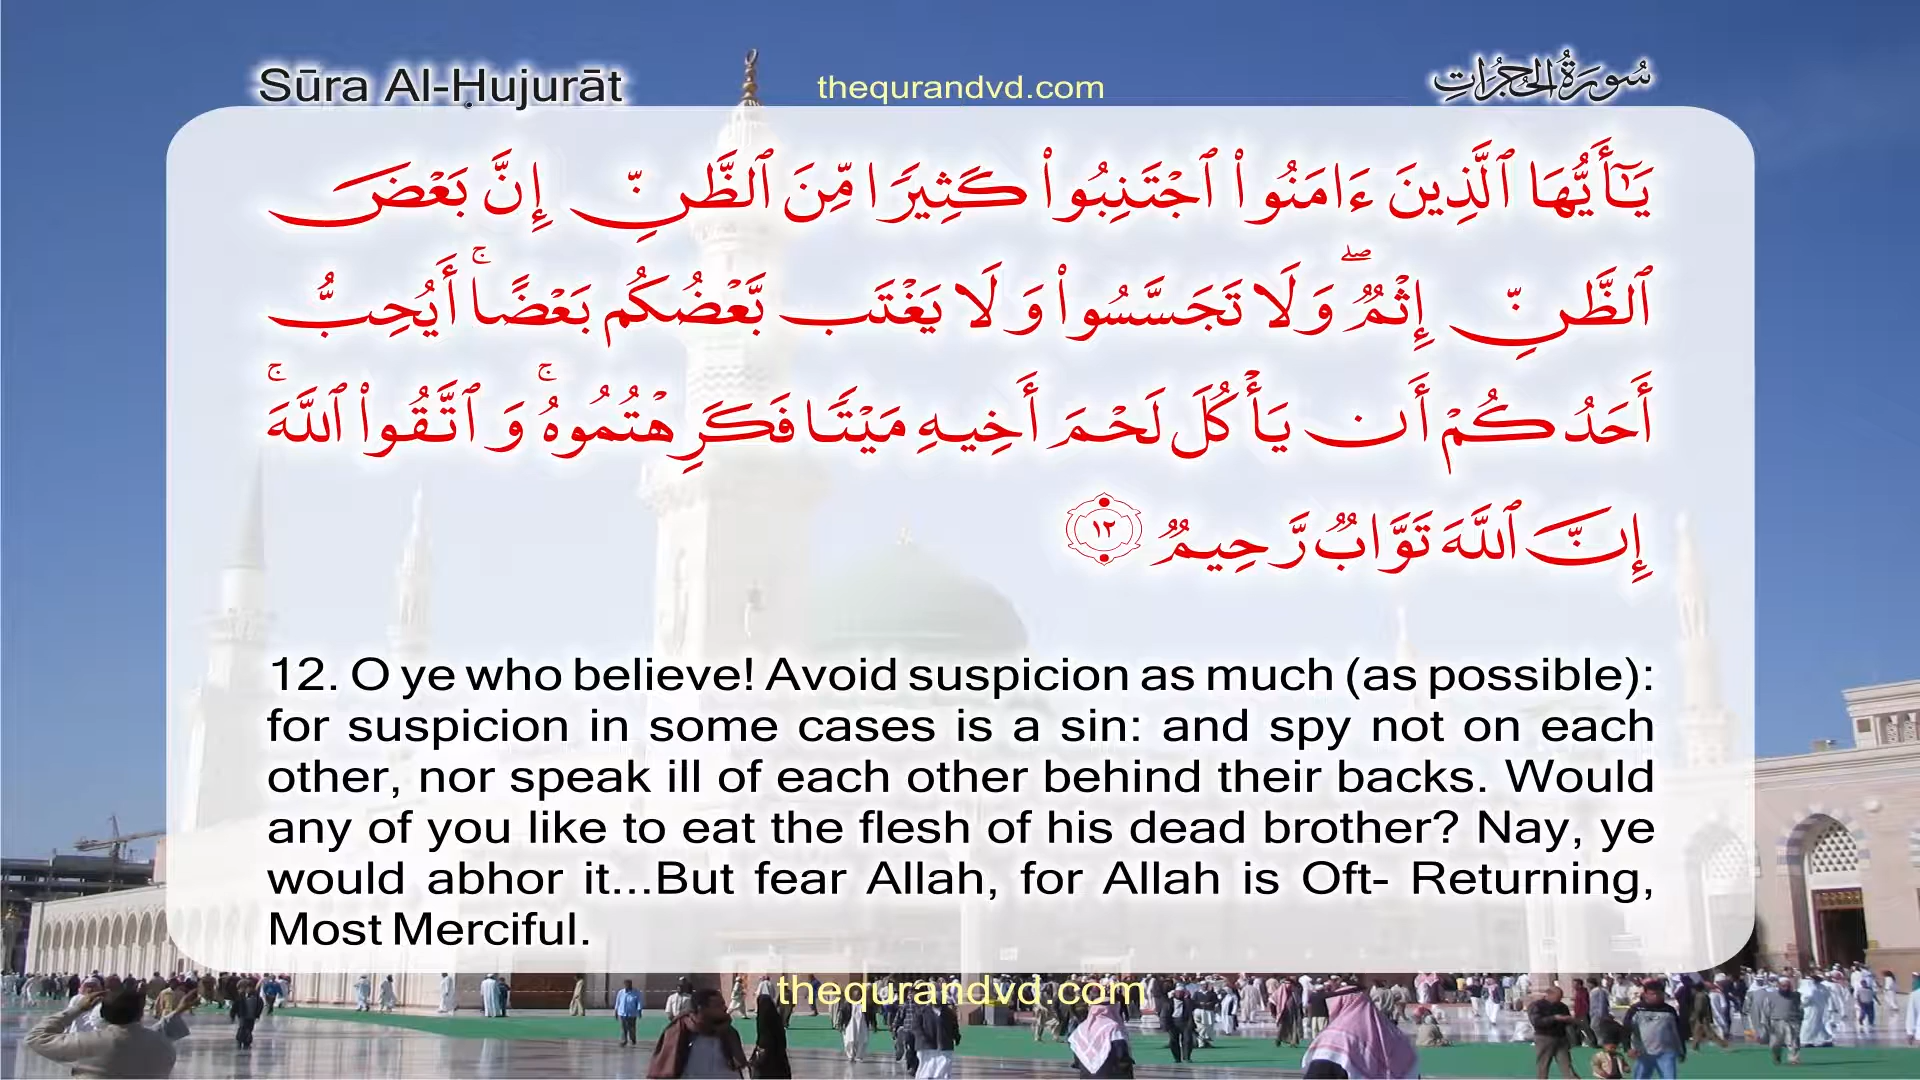 Sūra Al-Ḥujurāt
thequrandvd.com
سُورَةُ الحُجُرَاتِ
يَٰٓأَيُّهَا ٱلَّذِينَ ءَامَنُوا۟ ٱجْتَنِبُوا۟ كَثِيرًا مِّنَ ٱلظَّنِّ إِنَّ بَعْضَ
ٱلظَّنِّ إِثْمٌ ۖ وَلَا تَجَسَّسُوا۟ وَلَا يَغْتَب بَّعْضُكُم بَعْضًا ۚ أَيُحِبُّ
أَحَدُكُمْ أَن يَأْكُلَ لَحْمَ أَخِيهِ مَيْتًا فَكَرِهْتُمُوهُ ۚ وَٱتَّقُوا۟ ٱللَّهَ ۚ
إِنَّ ٱللَّهَ تَوَّابٌ رَّحِيمٌ ١٢
12. O ye who believe! Avoid suspicion as much (as possible):
for suspicion in some cases is a sin: and spy not on each
other, nor speak ill of each other behind their backs. Would
any of you like to eat the flesh of his dead brother? Nay, ye
would abhor it...But fear Allah, for Allah is Oft- Returning,
Most Merciful.
thequrandvd.com